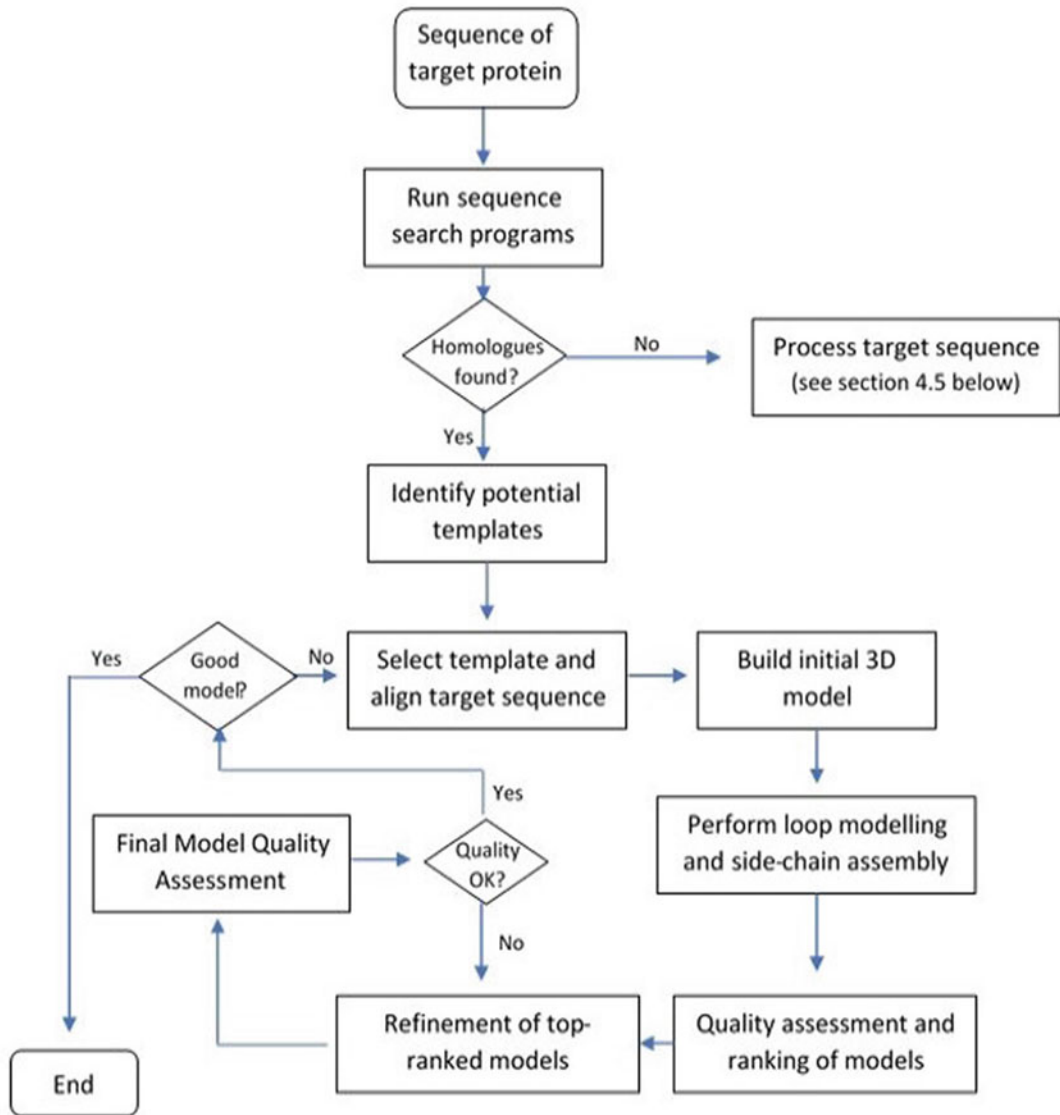 Sequence of
target protein
Run sequence
search programs
Homologues
found?
No
Process target sequence
(see section 4.5 below)
Yes
Identify potential
templates
Yes
Good
model?
No
Select template and
align target sequence
Build initial 3D
model
Yes
Perform loop modelling
and side-chain assembly
Final Model Quality
Assessment
Quality
OK?
No
Refinement of top-
ranked models
Quality assessment and
ranking of models
End